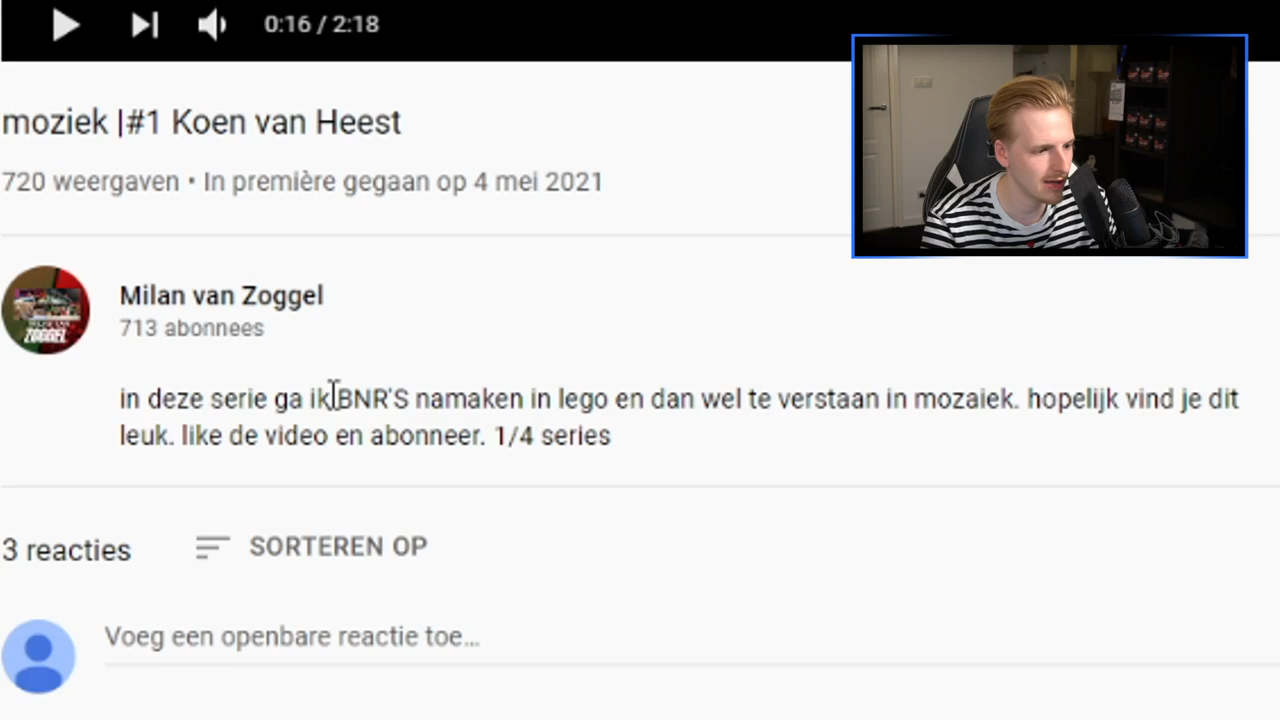 0:16 / 2:18
moziek |#1 Koen van Heest
720 weergaven • In première gegaan op 4 mei 2021
Milan van Zoggel
713 abonnees
ZOGGEL
in deze serie ga ik BNR'S namaken in lego en dan wel te verstaan in mozaiek. hopelijk vind je dit
leuk. like de video en abonneer. 1/4 series
3 reacties
SORTEREN OP
Voeg een openbare reactie toe...